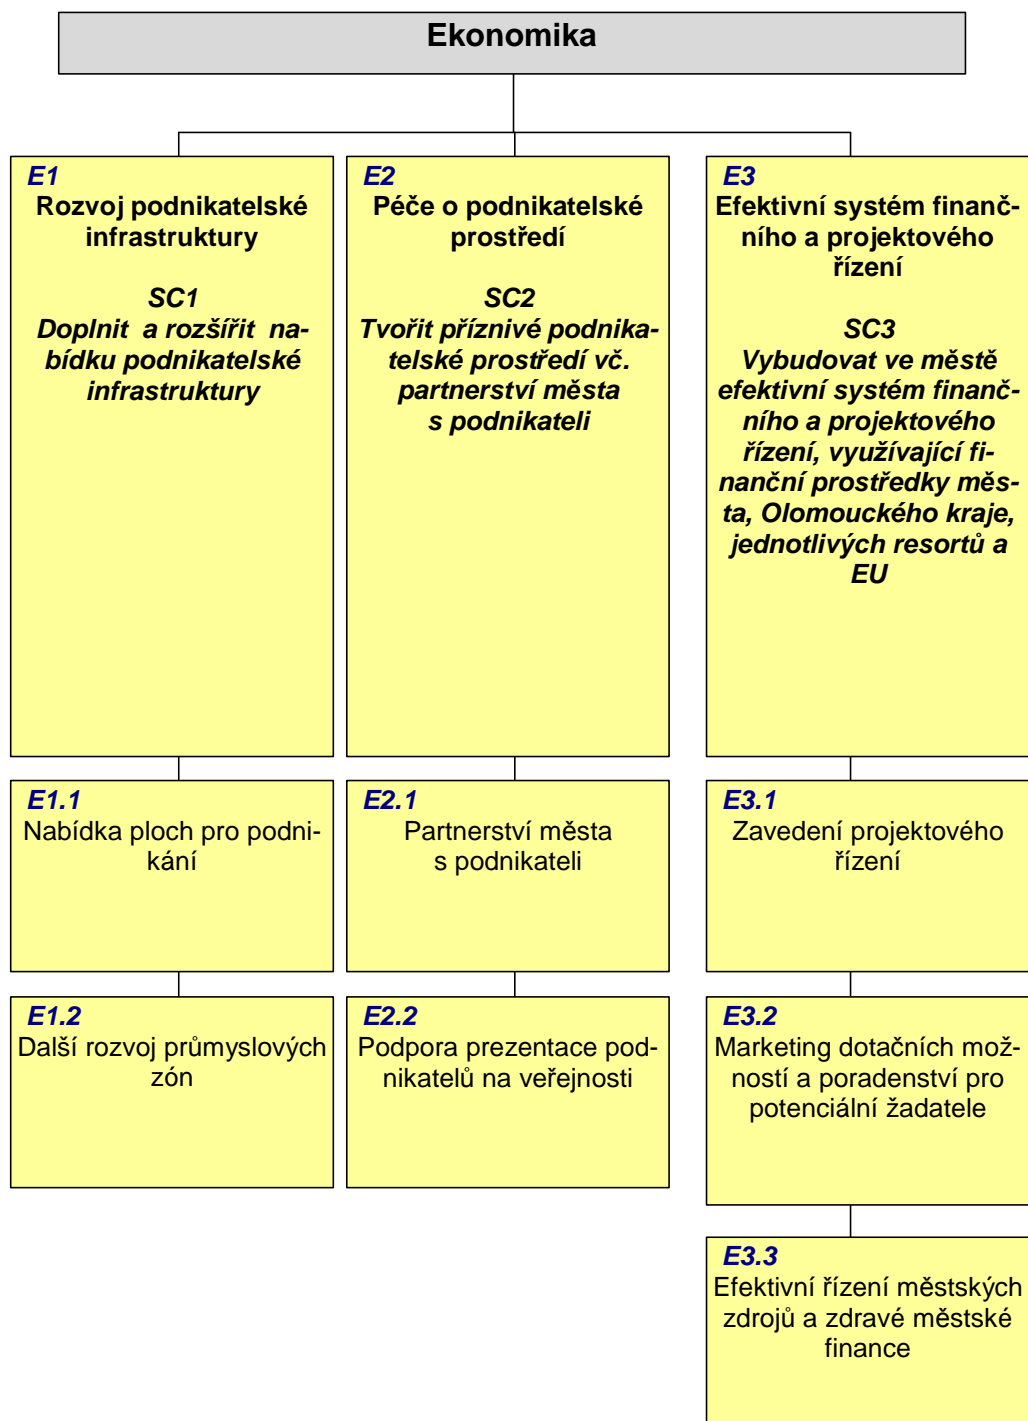 Ekonomika
E1
Rozvoj podnikatelské
infrastruktury
SC1
Doplnit a rozšířit na-
bídku podnikatelské
infrastruktury
E2
Péče o podnikatelské
prostředí
SC2
Tvořit příznivé podnika-
telské prostředí vč.
partnerství města
s podnikateli
E3
Efektivní systém finanč-
ního a projektového
řízení
SC3
Vybudovat ve městě
efektivní systém finanč-
ního a projektového
řízení, využívající fi-
nanční prostředky měs-
ta, Olomouckého kraje,
jednotlivých resortů a
EU
E1.1
Nabídka ploch pro podni-
kání
E2.1
Partnerství města
s podnikateli
E3.1
Zavedení projektového
řízení
E1.2
Další rozvoj průmyslových
zón
E2.2
Podpora prezentace pod-
nikatelů na veřejnosti
E3.2
Marketing dotačních mož-
ností a poradenství pro
potenciální žadatele
E3.3
Efektivní řízení městských
zdrojů a zdravé městské
finance